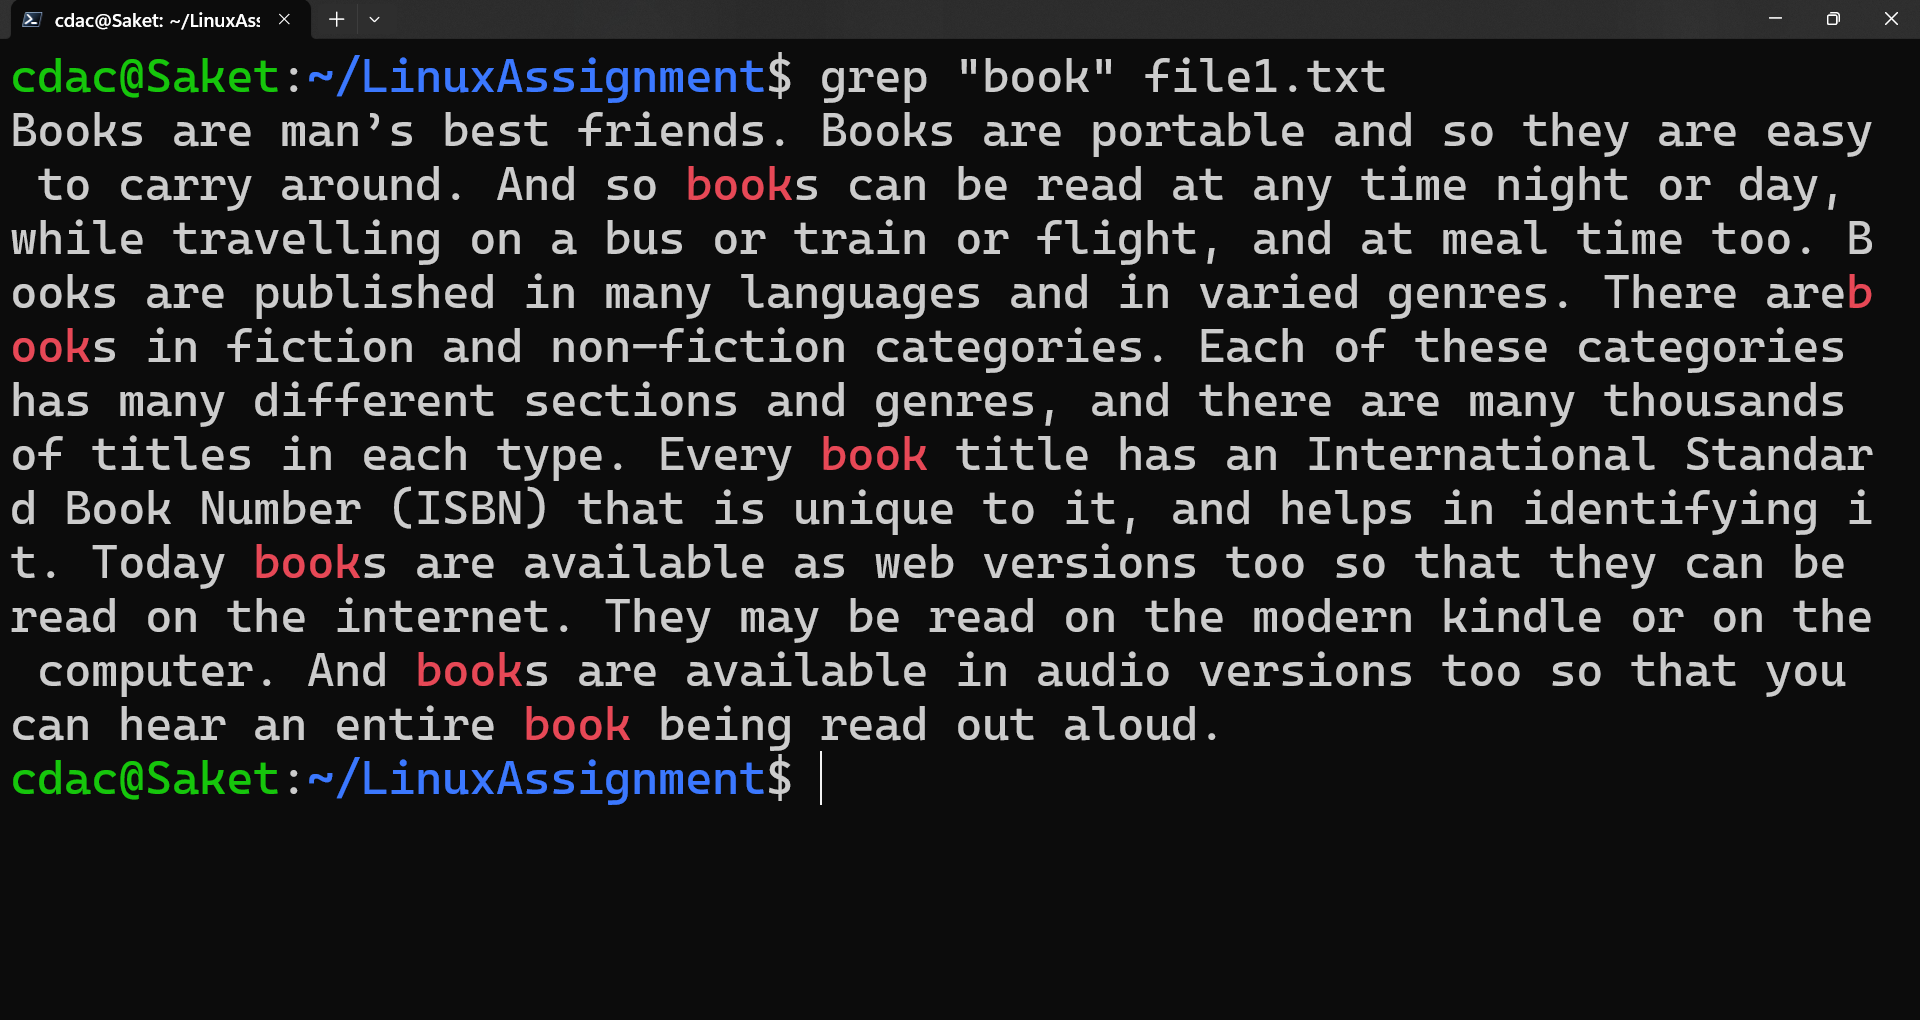 cdac@Saket: ~/LinuxAss
cdac@Saket:~/LinuxAssignment$ grep "book" file1.txt
Books are man’s best friends. Books are portable and so they are easy
 to carry around. And so books can be read at any time night or day,
while travelling on a bus or train or flight, and at meal time too. B
ooks are published in many languages and in varied genres. There areb
ooks in fiction and non-fiction categories. Each of these categories
has many different sections and genres, and there are many thousands
of titles in each type. Every book title has an International Standar
d Book Number (ISBN) that is unique to it, and helps in identifying i
t. Today books are available as web versions too so that they can be
read on the internet. They may be read on the modern kindle or on the
 computer. And books are available in audio versions too so that you
can hear an entire book being read out aloud.
cdac@Saket:~/LinuxAssignment$